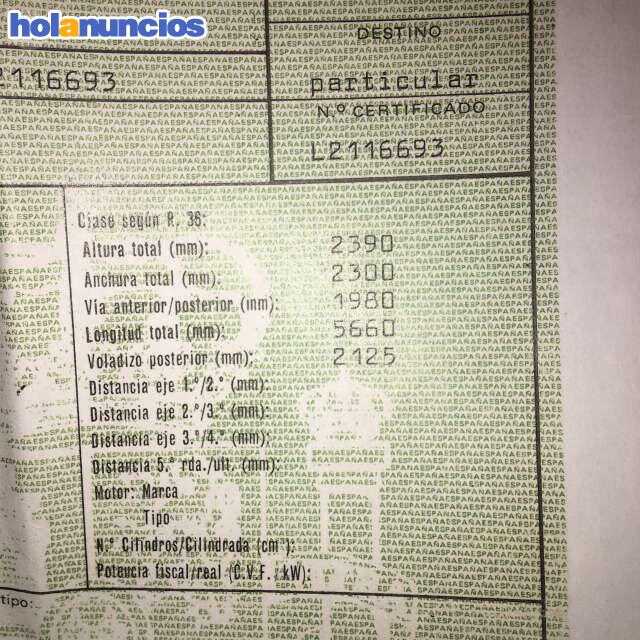 holanuncios
DESTINO
2116693
particular
N.º CERTIFICADO
L2116693
Clase según R. 36:
Altura total (mm): 2390
Anchura total (mm): 2300
Vía anterior/posterior (mm): 1980
Longitud total (mm): 5660
Voladizo posterior (mm): 2125
Distancia eje 1.º/2.º (mm):
Distancia eje 2.º/3.º (mm):
Distancia eje 3.º/4.º (mm):
Distancia 5.ª rda./ult. (mm):
Motor: Marca
Tipo
N.º Cilindros/Cilindrada (cm³):
Potencia fiscal/real (C.V.F./kW):
tipo: